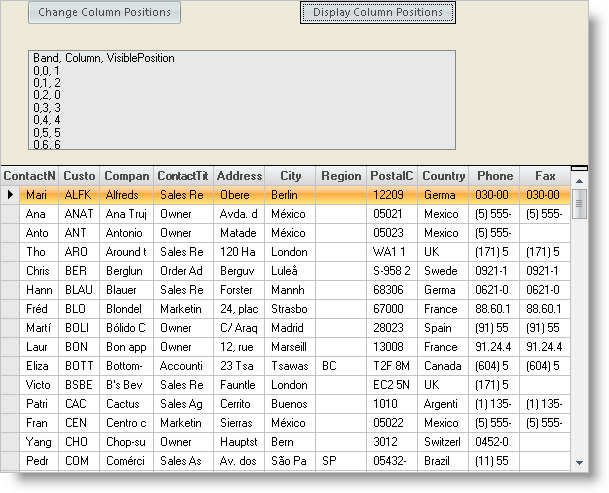 Change Column Positions Display Column Positions
Band, Column, VisiblePosition
0,0, 1
0,1, 2
0,2, 0
0,3, 3
0,4, 4
0,5, 5
0,6, 6
ContactN Custo Compan ContactTit Address City Region PostalC Country Phone Fax
Mari ALFK Alfreds Sales Re Obere Berlin 12209 Germa 030-00 030-00
Ana ANAT Ana Truj Owner Avda. d México 05021 Mexico (5) 555- (5) 555-
Anto ANT Antonio Owner Matade México 05023 Mexico (5) 555-
Tho ARO Around t Sales Re 120 Ha London WA1 1 UK (171) 5 (171) 5
Chris BER Berglun Order Ad Berguv Luleå S-958 2 Swede 0921-1 0921-1
Hann BLAU Blauer Sales Re Forster Mannh 68306 Germa 0621-0 0621-0
Fréd BLO Blondel Marketin 24, plac Strasbo 67000 France 88.60.1 88.60.1
Martí BOLI Bólido C Owner C/ Araq Madrid 28023 Spain (91) 55 (91) 55
Laur BON Bon app Owner 12, rue Marseill 13008 France 91.24.4 91.24.4
Eliza BOTT Bottom- Accounti 23 Tsa Tsawas BC T2F 8M Canada (604) 5 (604) 5
Victo BSBE B's Bev Sales Re Fauntle London EC2 5N UK (171) 5
Patri CAC Cactus Sales Ag Cerrito Buenos 1010 Argenti (1) 135- (1) 135-
Fran CEN Centro c Marketin Sierras México 05022 Mexico (5) 555- (5) 555-
Yang CHO Chop-su Owner Hauptst Bern 3012 Switzerl 0452-0
Pedr COM Comérci Sales As Av. dos São Pa SP 05432- Brazil (11) 55